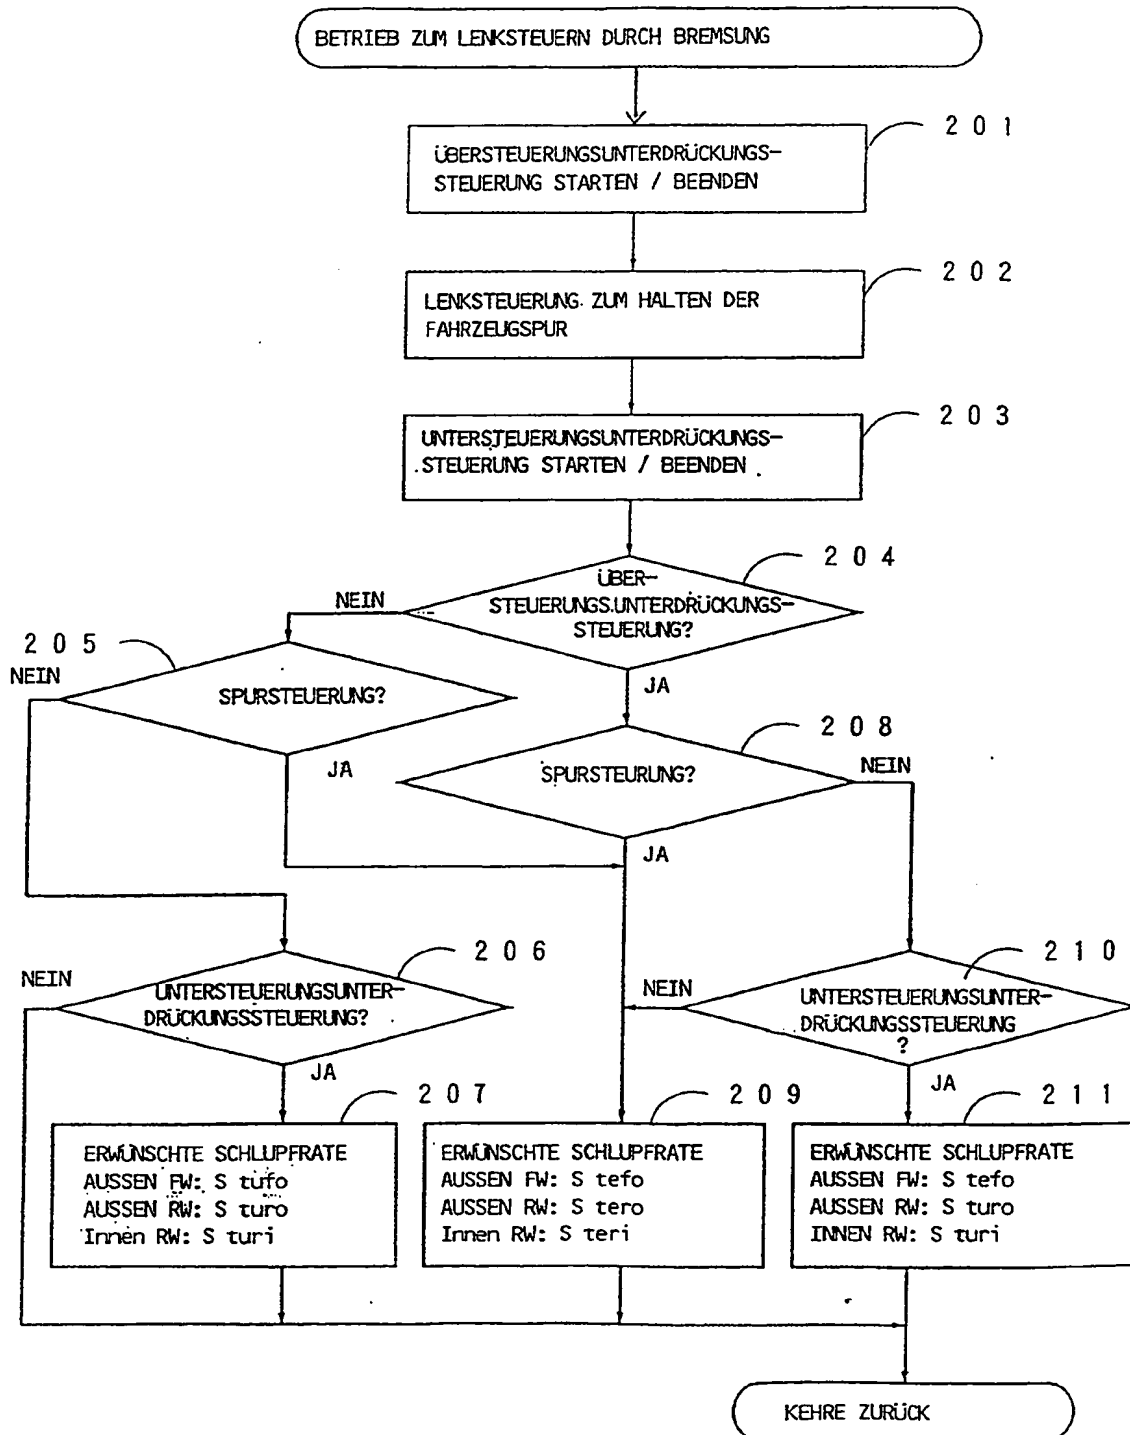 BETRIEB ZUM LENKSTEUERN DURCH BREMSUNG
201
ÜBERSTEUERUNGSUNTERDRÜCKUNGS-
STEUERUNG STARTEN / BEENDEN
202
LENKSTEUERUNG ZUM HALTEN DER
FAHRZEUGSPUR
203
UNTERSTEUERUNGSUNTERDRÜCKUNGS-
STEUERUNG STARTEN / BEENDEN
204
ÜBER-
STEUERUNGS.UNTERDRÜCKUNGS-
STEUERUNG?
NEIN
JA
205
NEIN
SPURSTEUERUNG?
JA
208
SPURSTEURUNG?
NEIN
JA
206
NEIN
UNTERSTEUERUNGSUNTER-
DRÜCKUNGSSTEUERUNG?
JA
210
NEIN
UNTERSTEUERUNGSUNTER-
DRÜCKUNGSSTEUERUNG
?
JA
207
ERWÜNSCHTE SCHLUPFRATE
AUSSEN FW: S tufo
AUSSEN RW: S turo
Innen RW: S turi
209
ERWÜNSCHTE SCHLUPFRATE
AUSSEN FW: S tefo
AUSSEN RW: S tero
Innen RW: S teri
211
ERWÜNSCHTE SCHLUPFRATE
AUSSEN FW: S tefo
AUSSEN RW: S turo
INNEN RW: S turi
KEHRE ZURÜCK